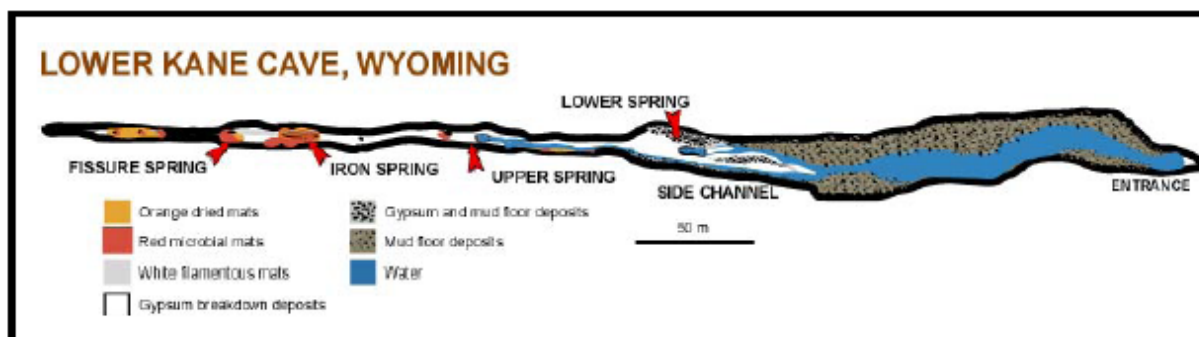 LOWER KANE CAVE, WYOMING
LOWER SPRING
FISSURE SPRING
IRON SPRING
UPPER SPRING
SIDE CHANNEL
ENTRANCE
Orange dried mats
Red microbial mats
White filamentous mats
Gypsum breakdown deposits
Gypsum and mud floor deposits
Mud floor deposits
Water
50 m